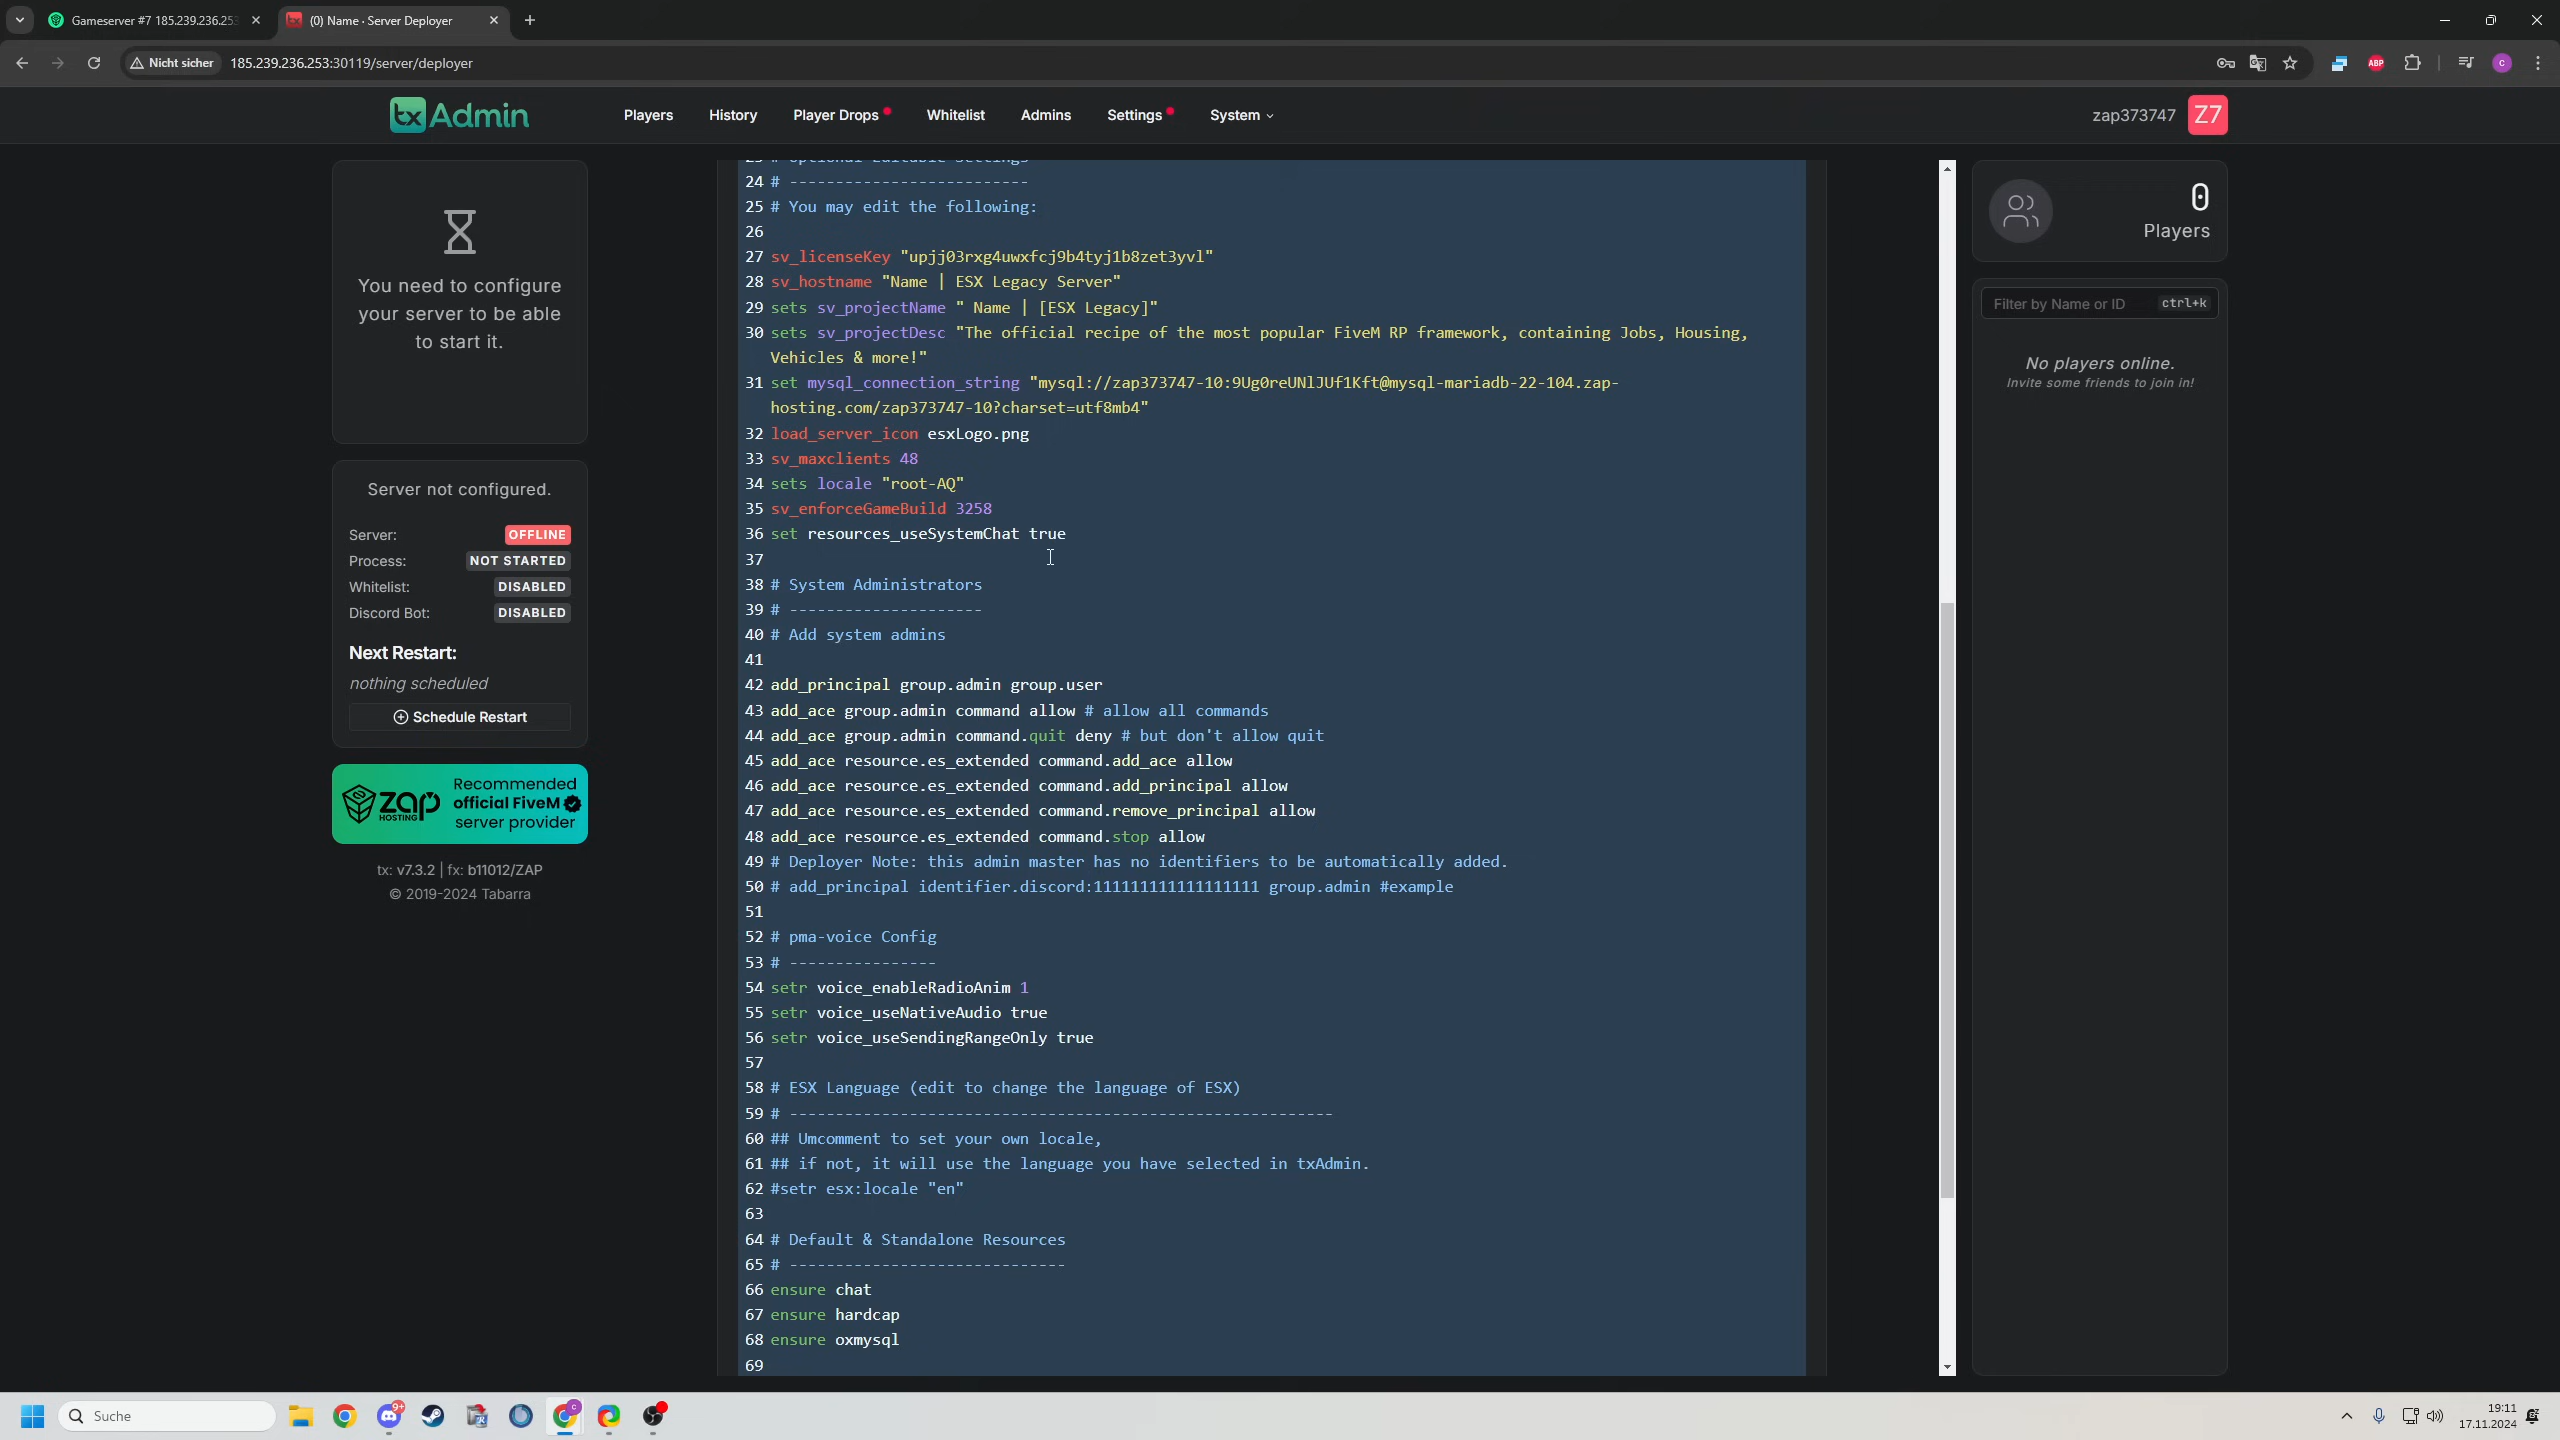 Gameserver #7 185.239.236.253
(0) Name · Server Deployer
Nicht sicher
185.239.236.253:30119/server/deployer
ABP
C
tx Admin
Players
History
Player Drops
Whitelist
Admins
Settings
System
zap373747
Z7
You need to configure
your server to be able
to start it.
Server not configured.
Server: OFFLINE
Process: NOT STARTED
Whitelist: DISABLED
Discord Bot: DISABLED
Next Restart:
nothing scheduled
Schedule Restart
ZAP HOSTING
Recommended
official FiveM
server provider
tx: v7.3.2 | fx: b11012/ZAP
© 2019-2024 Tabarra
23 # Optional Editable Settings
24 # --------------------------
25 # You may edit the following:
26
27 sv_licenseKey "upjj03rxg4uwxfcj9b4tyj1b8zet3yvl"
28 sv_hostname "Name | ESX Legacy Server"
29 sets sv_projectName " Name | [ESX Legacy]"
30 sets sv_projectDesc "The official recipe of the most popular FiveM RP framework, containing Jobs, Housing,
Vehicles & more!"
31 set mysql_connection_string "mysql://zap373747-10:9Ug0reUNlJUf1Kft@mysql-mariadb-22-104.zap-
hosting.com/zap373747-10?charset=utf8mb4"
32 load_server_icon esxLogo.png
33 sv_maxclients 48
34 sets locale "root-AQ"
35 sv_enforceGameBuild 3258
36 set resources_useSystemChat true
37
38 # System Administrators
39 # ---------------------
40 # Add system admins
41
42 add_principal group.admin group.user
43 add_ace group.admin command allow # allow all commands
44 add_ace group.admin command.quit deny # but don't allow quit
45 add_ace resource.es_extended command.add_ace allow
46 add_ace resource.es_extended command.add_principal allow
47 add_ace resource.es_extended command.remove_principal allow
48 add_ace resource.es_extended command.stop allow
49 # Deployer Note: this admin master has no identifiers to be automatically added.
50 # add_principal identifier.discord:111111111111111111 group.admin #example
51
52 # pma-voice Config
53 # ----------------
54 setr voice_enableRadioAnim 1
55 setr voice_useNativeAudio true
56 setr voice_useSendingRangeOnly true
57
58 # ESX Language (edit to change the language of ESX)
59 # -----------------------------------------------------------
60 ## Umcomment to set your own locale,
61 ## if not, it will use the language you have selected in txAdmin.
62 #setr esx:locale "en"
63
64 # Default & Standalone Resources
65 # ------------------------------
66 ensure chat
67 ensure hardcap
68 ensure oxmysql
69
0
Players
Filter by Name or ID ctrl+k
No players online.
Invite some friends to join in!
Suche
9+
C
19:11
17.11.2024